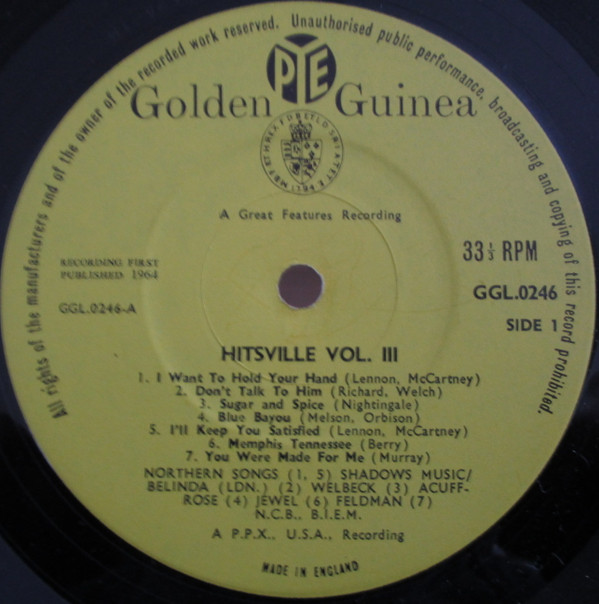 All rights of the manufacturers and of the owner of the recorded work reserved. Unauthorised public performance, broadcasting and copying of this record prohibited.
PYE
Golden Guinea
A Great Features Recording
RECORDING FIRST
PUBLISHED 1964
33⅓ RPM
GGL.0246-A
GGL.0246
SIDE 1
HITSVILLE VOL. III
1. I Want To Hold Your Hand (Lennon, McCartney)
2. Don't Talk To Him (Richard, Welch)
3. Sugar and Spice (Nightingale)
4. Blue Bayou (Melson, Orbison)
5. I'll Keep You Satisfied (Lennon, McCartney)
6. Memphis Tennessee (Berry)
7. You Were Made For Me (Murray)
NORTHERN SONGS (1, 5) SHADOWS MUSIC/
BELINDA (LDN.) (2) WELBECK (3) ACUFF-
ROSE (4) JEWEL (6) FELDMAN (7)
N.C.B., B.I.E.M.
A P.P.X., U.S.A., Recording
MADE IN ENGLAND